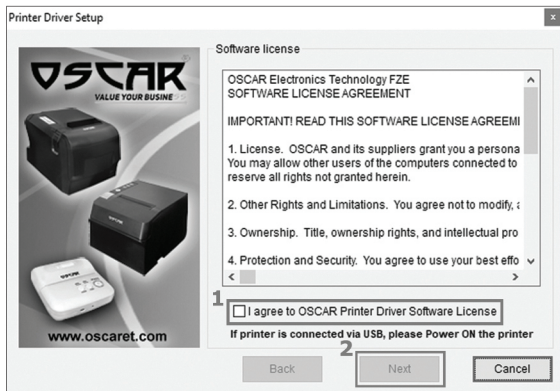 Printer Driver Setup
x
OSCAR
VALUE YOUR BUSINE
www.oscaret.com
Software license
OSCAR Electronics Technology FZE
SOFTWARE LICENSE AGREEMENT
IMPORTANT! READ THIS SOFTWARE LICENSE AGREEMI
1. License. OSCAR and its suppliers grant you a persona
You may allow other users of the computers connected to
reserve all rights not granted herein.
2. Other Rights and Limitations. You agree not to modify, a
3. Ownership. Title, ownership rights, and intellectual pro
4. Protection and Security. You agree to use your best effo
1
I agree to OSCAR Printer Driver Software License
If printer is connected via USB, please Power ON the printer
2
Back
Next
Cancel